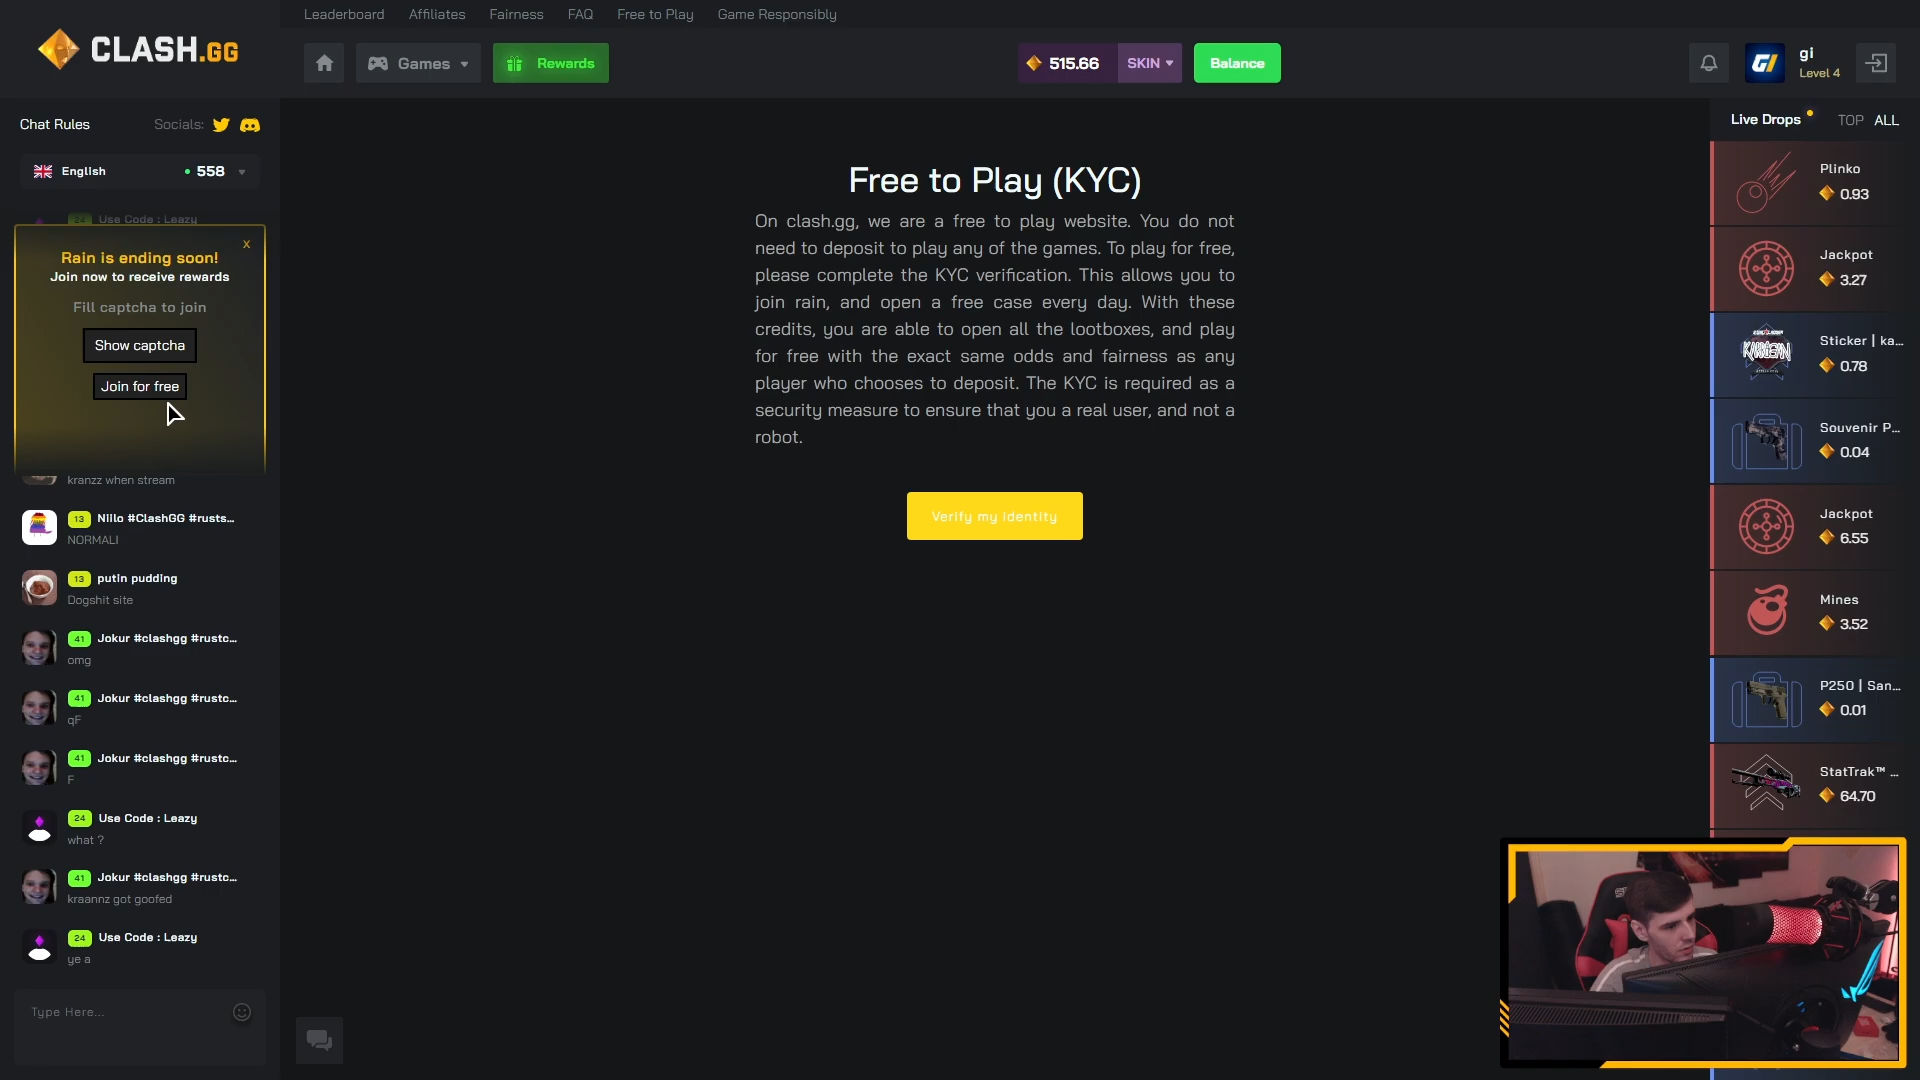 Leaderboard Affiliates Fairness FAQ Free to Play Game Responsibly
CLASH.GG
Games Rewards
515.66 SKIN Balance
gi
Level 4
Chat Rules Socials:
English 558
24 Use Code : Leazy
x
Rain is ending soon!
Join now to receive rewards
Fill captcha to join
Show captcha
Join for free
kranzz when stream
13 Niilo #ClashGG #rusts...
NORMALI
13 putin pudding
Dogshit site
41 Jokur #clashgg #rustc...
omg
41 Jokur #clashgg #rustc...
qF
41 Jokur #clashgg #rustc...
F
24 Use Code : Leazy
what ?
41 Jokur #clashgg #rustc...
kraannz got goofed
24 Use Code : Leazy
ye a
Type Here...
Free to Play (KYC)
On clash.gg, we are a free to play website. You do not
need to deposit to play any of the games. To play for free,
please complete the KYC verification. This allows you to
join rain, and open a free case every day. With these
credits, you are able to open all the lootboxes, and play
for free with the exact same odds and fairness as any
player who chooses to deposit. The KYC is required as a
security measure to ensure that you a real user, and not a
robot.
Verify my identity
Live Drops TOP ALL
Plinko
0.93
Jackpot
3.27
Sticker | ka...
0.78
Souvenir P...
0.04
Jackpot
6.55
Mines
3.52
P250 | San...
0.01
StatTrak™ ...
64.70